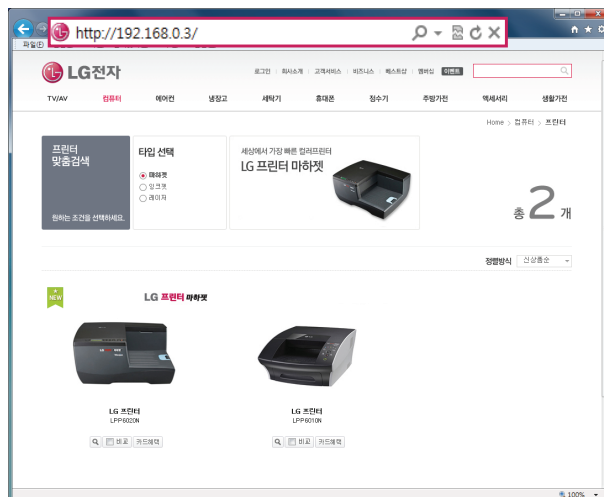 http://192.168.0.3/
파일(F)
LG전자
로그인 회사소개 고객서비스 비즈니스 베스트샵 멤버십 이벤트
TV/AV 컴퓨터 에어컨 냉장고 세탁기 휴대폰 정수기 주방가전 액세서리 생활가전
Home > 컴퓨터 > 프린터
프린터
맞춤검색
원하는 조건을 선택하세요.
타입 선택
마하젯
잉크젯
레이저
세상에서 가장 빠른 컬러프린터
LG 프린터 마하젯
총 2 개
정렬방식 신상품순
NEW
LG 프린터 마하젯
LG 프린터
LPP6020N
비교 카드혜택
LG 프린터
LPP6010N
비교 카드혜택
100%